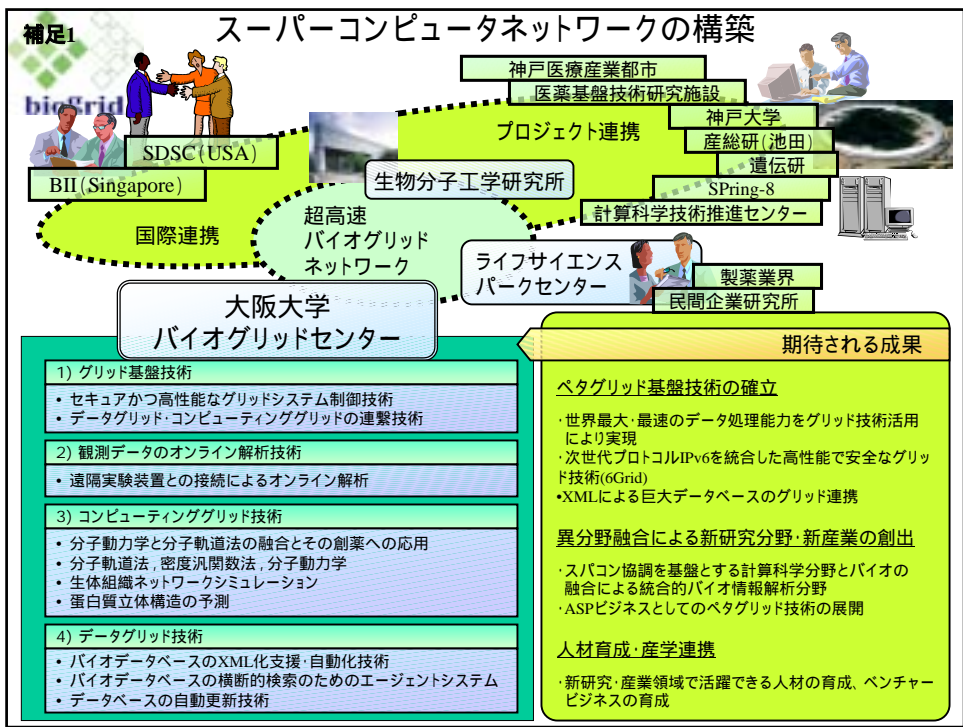 補足1
スーパーコンピュータネットワークの構築
biogrid
神戸医療産業都市
医薬基盤技術研究施設
プロジェクト連携
神戸大学
産総研(池田)
遺伝研
SPring-8
計算科学技術推進センター
SDSC(USA)
BII(Singapore)
国際連携
生物分子工学研究所
超高速
バイオグリッド
ネットワーク
ライフサイエンス
パークセンター
製薬業界
民間企業研究所
大阪大学
バイオグリッドセンター
1) グリッド基盤技術
• セキュアかつ高性能なグリッドシステム制御技術
• データグリッド・コンピューティンググリッドの連繋技術
2) 観測データのオンライン解析技術
• 遠隔実験装置との接続によるオンライン解析
3) コンピューティンググリッド技術
• 分子動力学と分子軌道法の融合とその創薬への応用
• 分子軌道法,密度汎関数法,分子動力学
• 生体組織ネットワークシミュレーション
• 蛋白質立体構造の予測
4) データグリッド技術
• バイオデータベースのXML化支援・自動化技術
• バイオデータベースの横断的検索のためのエージェントシステム
• データベースの自動更新技術
期待される成果
ペタグリッド基盤技術の確立
・世界最大・最速のデータ処理能力をグリッド技術活用
により実現
・次世代プロトコルIPv6を統合した高性能で安全なグリッ
ド技術(6Grid)
•XMLによる巨大データベースのグリッド連携
異分野融合による新研究分野・新産業の創出
・スパコン協調を基盤とする計算科学分野とバイオの
融合による統合的バイオ情報解析分野
・ASPビジネスとしてのペタグリッド技術の展開
人材育成・産学連携
・新研究・産業領域で活躍できる人材の育成、ベンチャー
ビジネスの育成